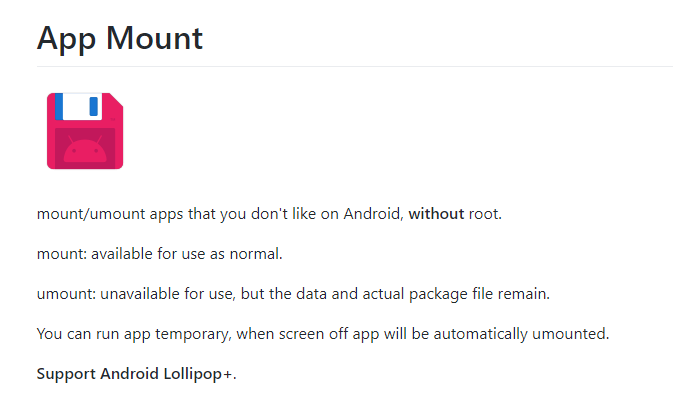 App Mount
mount/umount apps that you don't like on Android, without root.
mount: available for use as normal.
umount: unavailable for use, but the data and actual package file remain.
You can run app temporary, when screen off app will be automatically umounted.
Support Android Lollipop+.